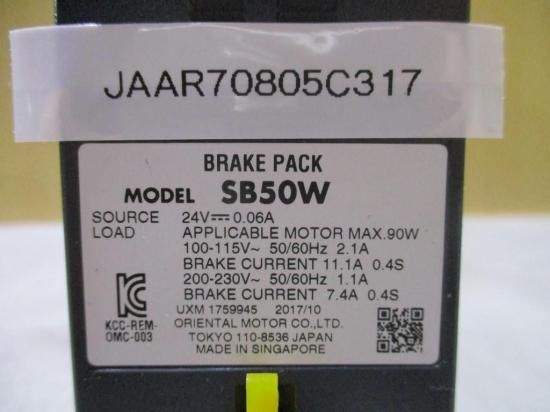 JAAR70805C317
BRAKE PACK
MODEL SB50W
SOURCE 24V⎓0.06A
LOAD APPLICABLE MOTOR MAX.90W
100-115V~ 50/60Hz 2.1A
BRAKE CURRENT 11.1A 0.4S
200-230V~ 50/60Hz 1.1A
BRAKE CURRENT 7.4A 0.4S
UXM 1759945 2017/10
KCC-REM-
OMC-003
ORIENTAL MOTOR CO.,LTD.
TOKYO 110-8536 JAPAN
MADE IN SINGAPORE